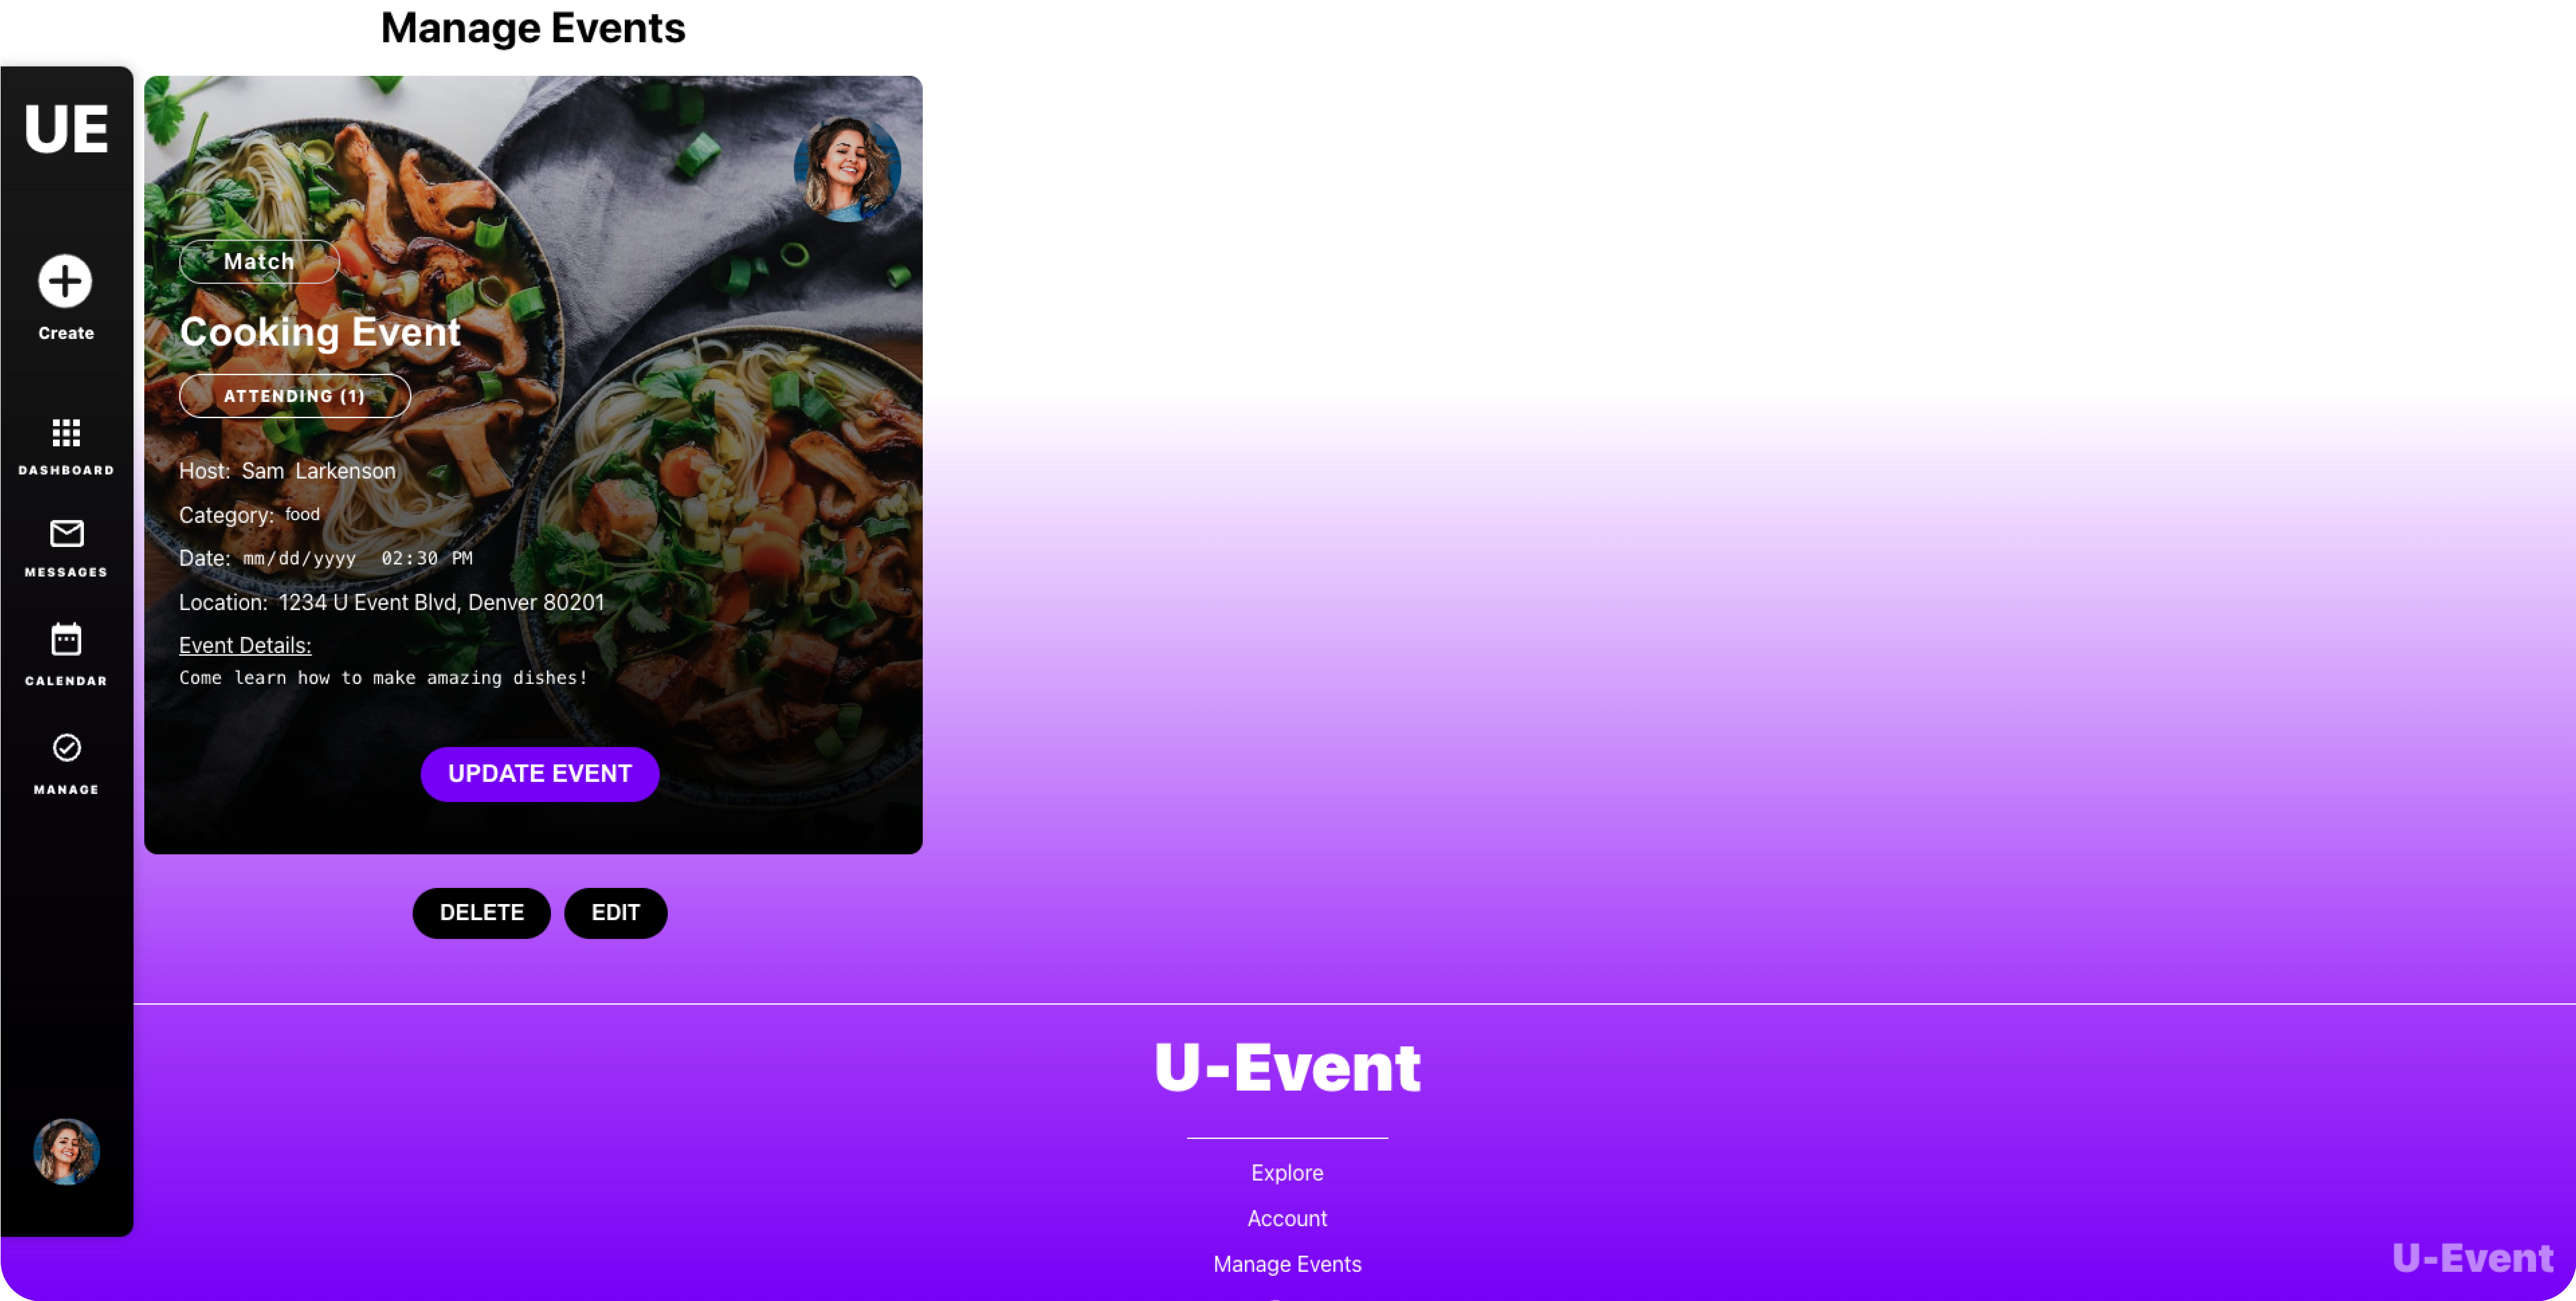 Manage Events
UE
Create
DASHBOARD
MESSAGES
CALENDAR
MANAGE
Match
Cooking Event
ATTENDING (1)
Host: Sam Larkenson
Category: food
Date: mm/dd/yyyy 02:30 PM
Location: 1234 U Event Blvd, Denver 80201
Event Details:
Come learn how to make amazing dishes!
UPDATE EVENT
DELETE EDIT
U-Event
Explore
Account
Manage Events
U-Event